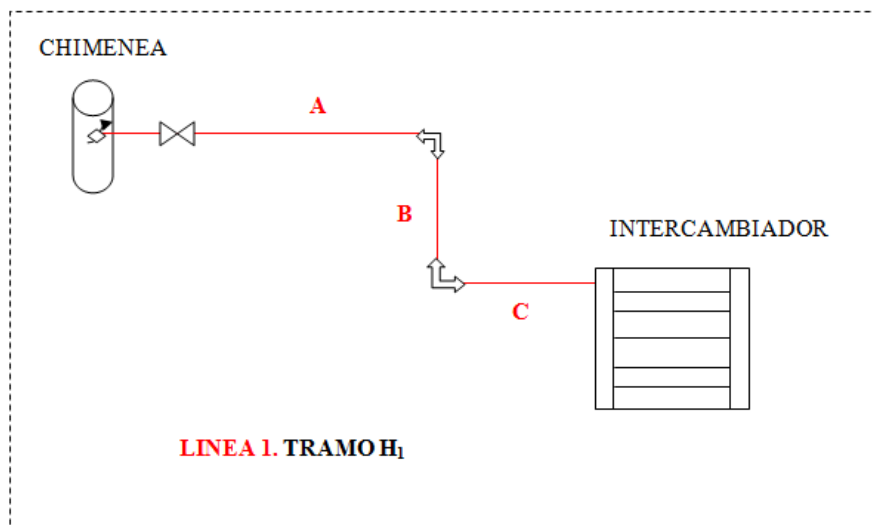 CHIMENEA
A
B
INTERCAMBIADOR
C
LINEA 1. TRAMO H₁